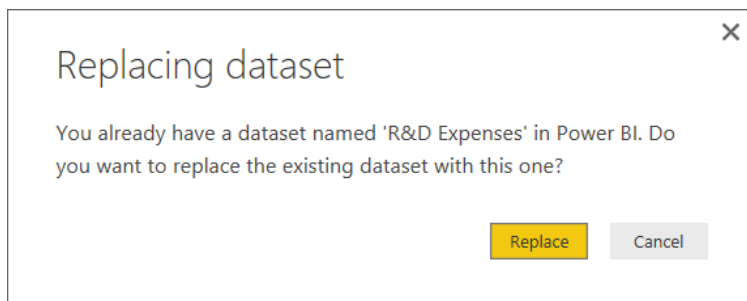 Replacing dataset
You already have a dataset named 'R&D Expenses' in Power BI. Do
you want to replace the existing dataset with this one?
Replace Cancel